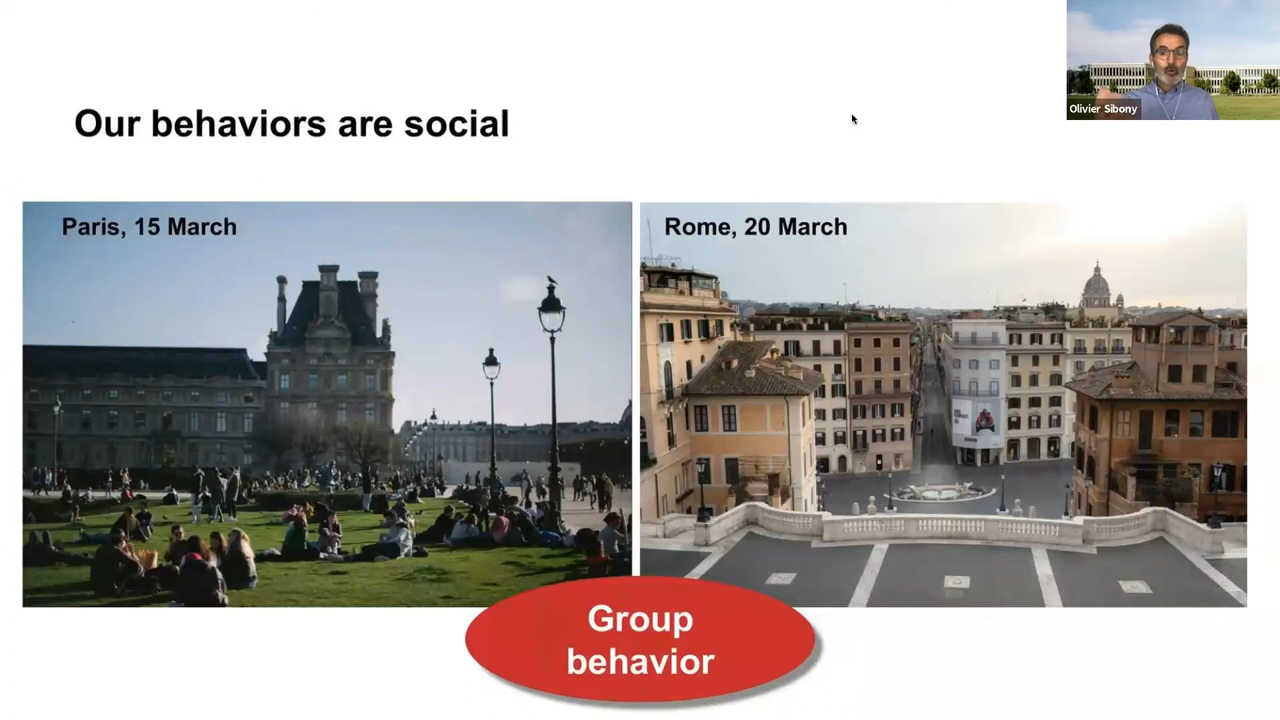 Olivier Sibony
Our behaviors are social
Paris, 15 March
Rome, 20 March
Group
behavior